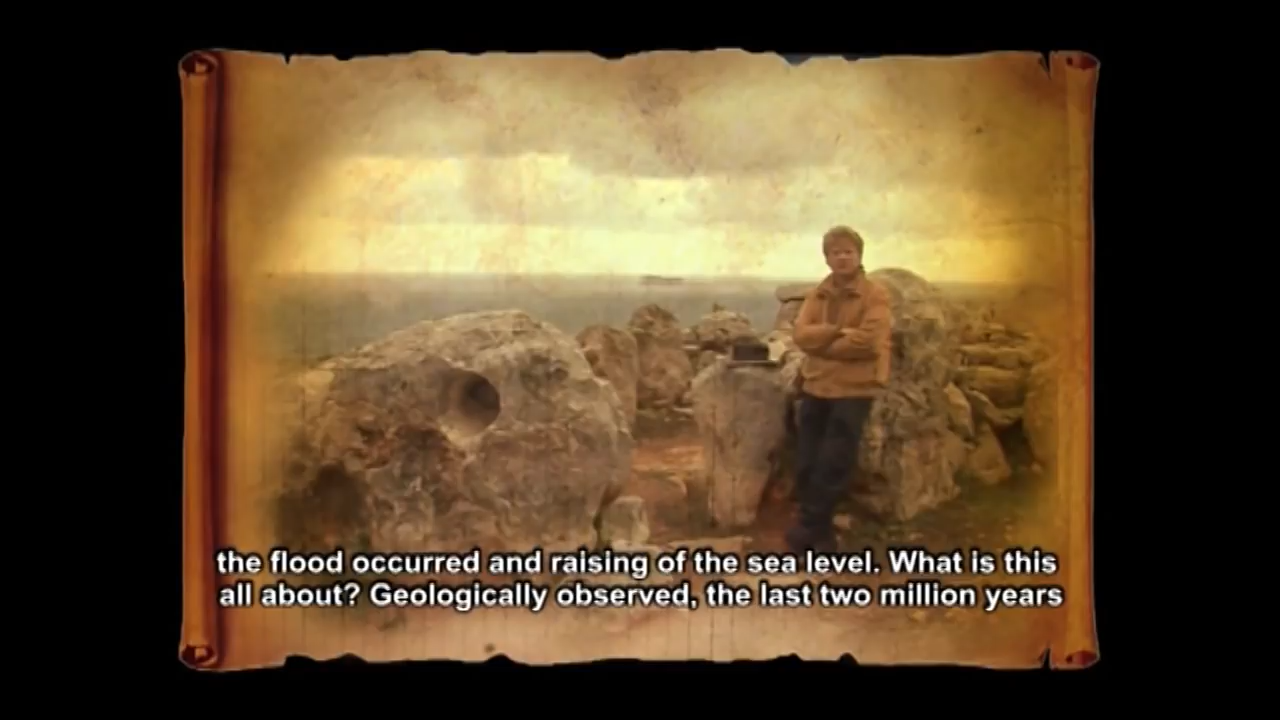 the flood occurred and raising of the sea level. What is this
all about? Geologically observed, the last two million years